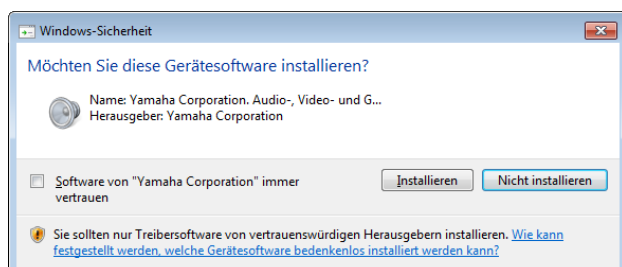 Windows-Sicherheit
Möchten Sie diese Gerätesoftware installieren?
Name: Yamaha Corporation. Audio-, Video- und G...
Herausgeber: Yamaha Corporation
Software von "Yamaha Corporation" immer
vertrauen
Installieren
Nicht installieren
Sie sollten nur Treibersoftware von vertrauenswürdigen Herausgebern installieren. Wie kann
festgestellt werden, welche Gerätesoftware bedenkenlos installiert werden kann?